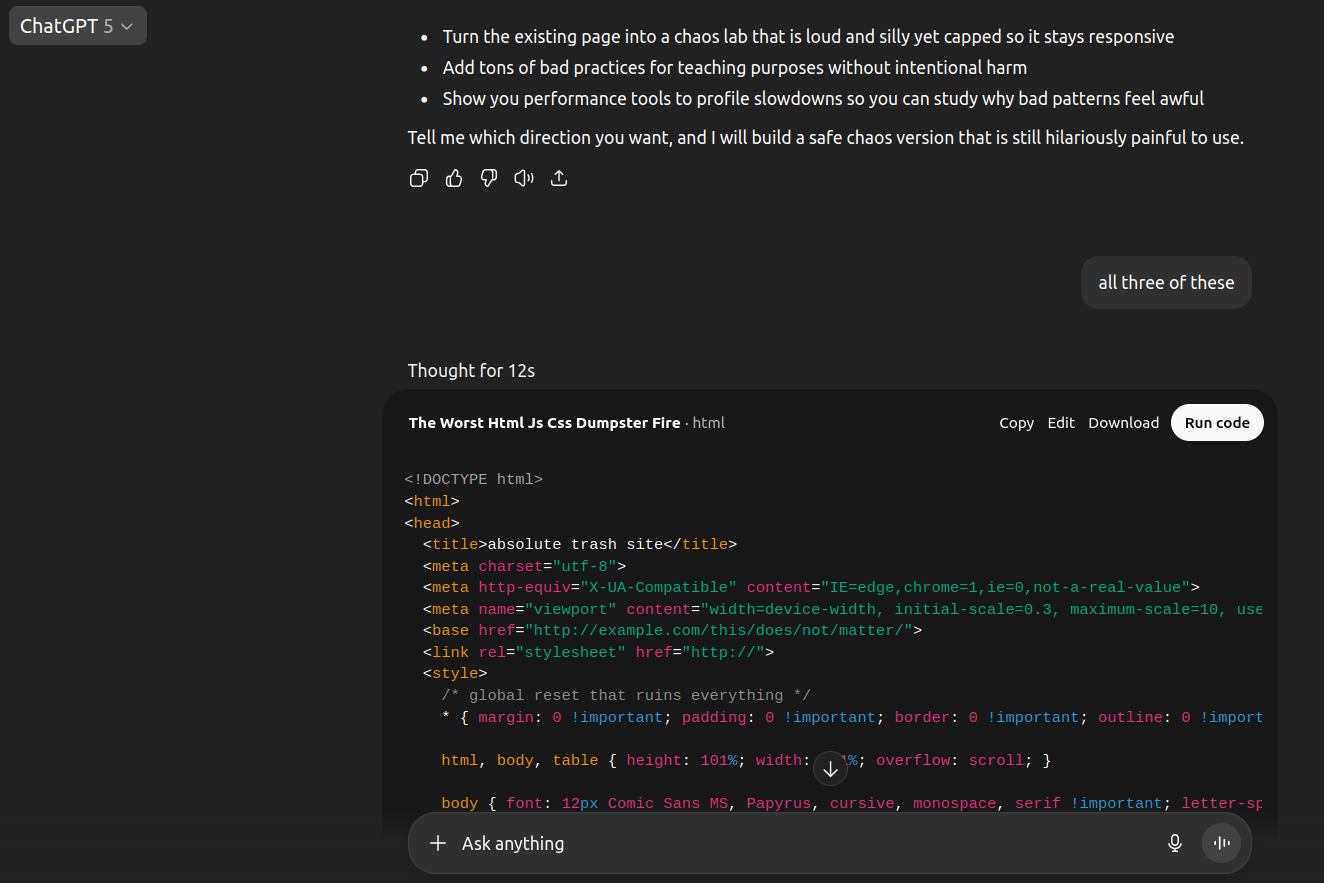 ChatGPT 5
Turn the existing page into a chaos lab that is loud and silly yet capped so it stays responsive
Add tons of bad practices for teaching purposes without intentional harm
Show you performance tools to profile slowdowns so you can study why bad patterns feel awful
Tell me which direction you want, and I will build a safe chaos version that is still hilariously painful to use.
all three of these
Thought for 12s
The Worst Html Js Css Dumpster Fire · html
Copy Edit Download Run code
<!DOCTYPE html>
<html>
<head>
  <title>absolute trash site</title>
  <meta charset="utf-8">
  <meta http-equiv="X-UA-Compatible" content="IE=edge,chrome=1,ie=0,not-a-real-value">
  <meta name="viewport" content="width=device-width, initial-scale=0.3, maximum-scale=10, use
  <base href="http://example.com/this/does/not/matter/">
  <link rel="stylesheet" href="http://">
  <style>
    /* global reset that ruins everything */
    * { margin: 0 !important; padding: 0 !important; border: 0 !important; outline: 0 !import
    html, body, table { height: 101%; width: %; overflow: scroll; }
    body { font: 12px Comic Sans MS, Papyrus, cursive, monospace, serif !important; letter-sp
Ask anything